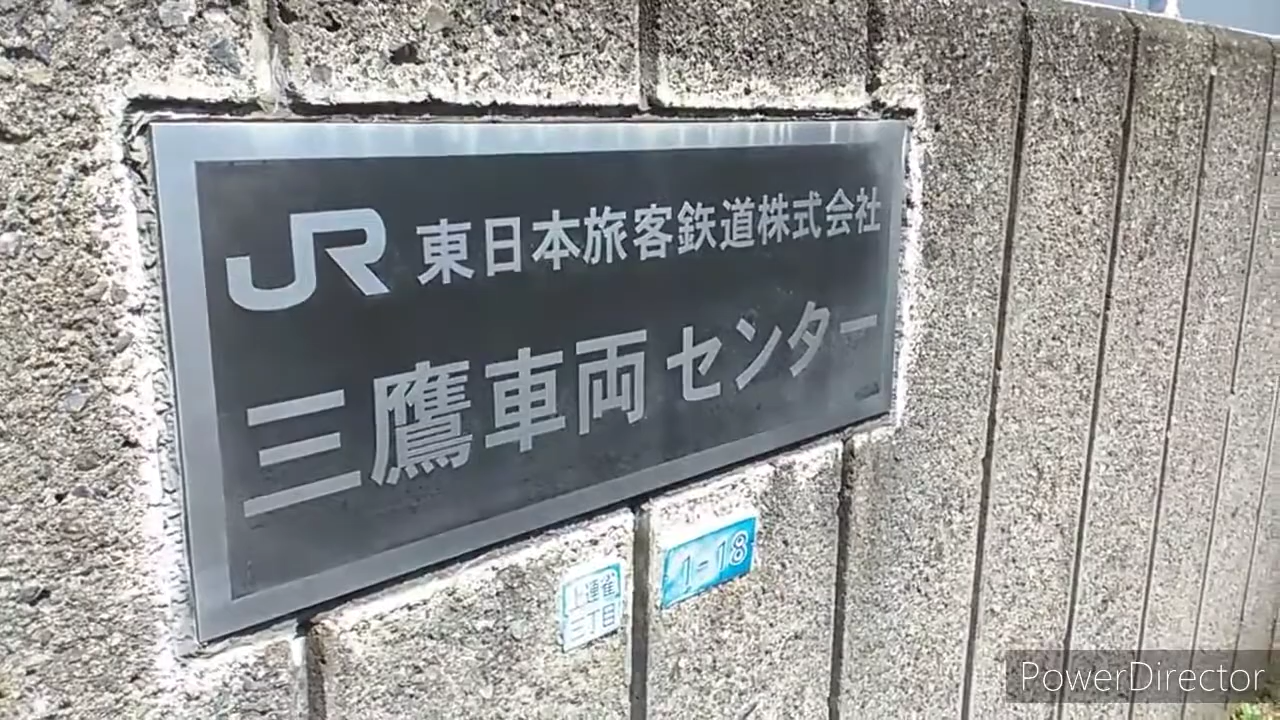 JR 東日本旅客鉄道株式会社
三鷹車両センター
上連雀
三丁目
1-18
PowerDirector